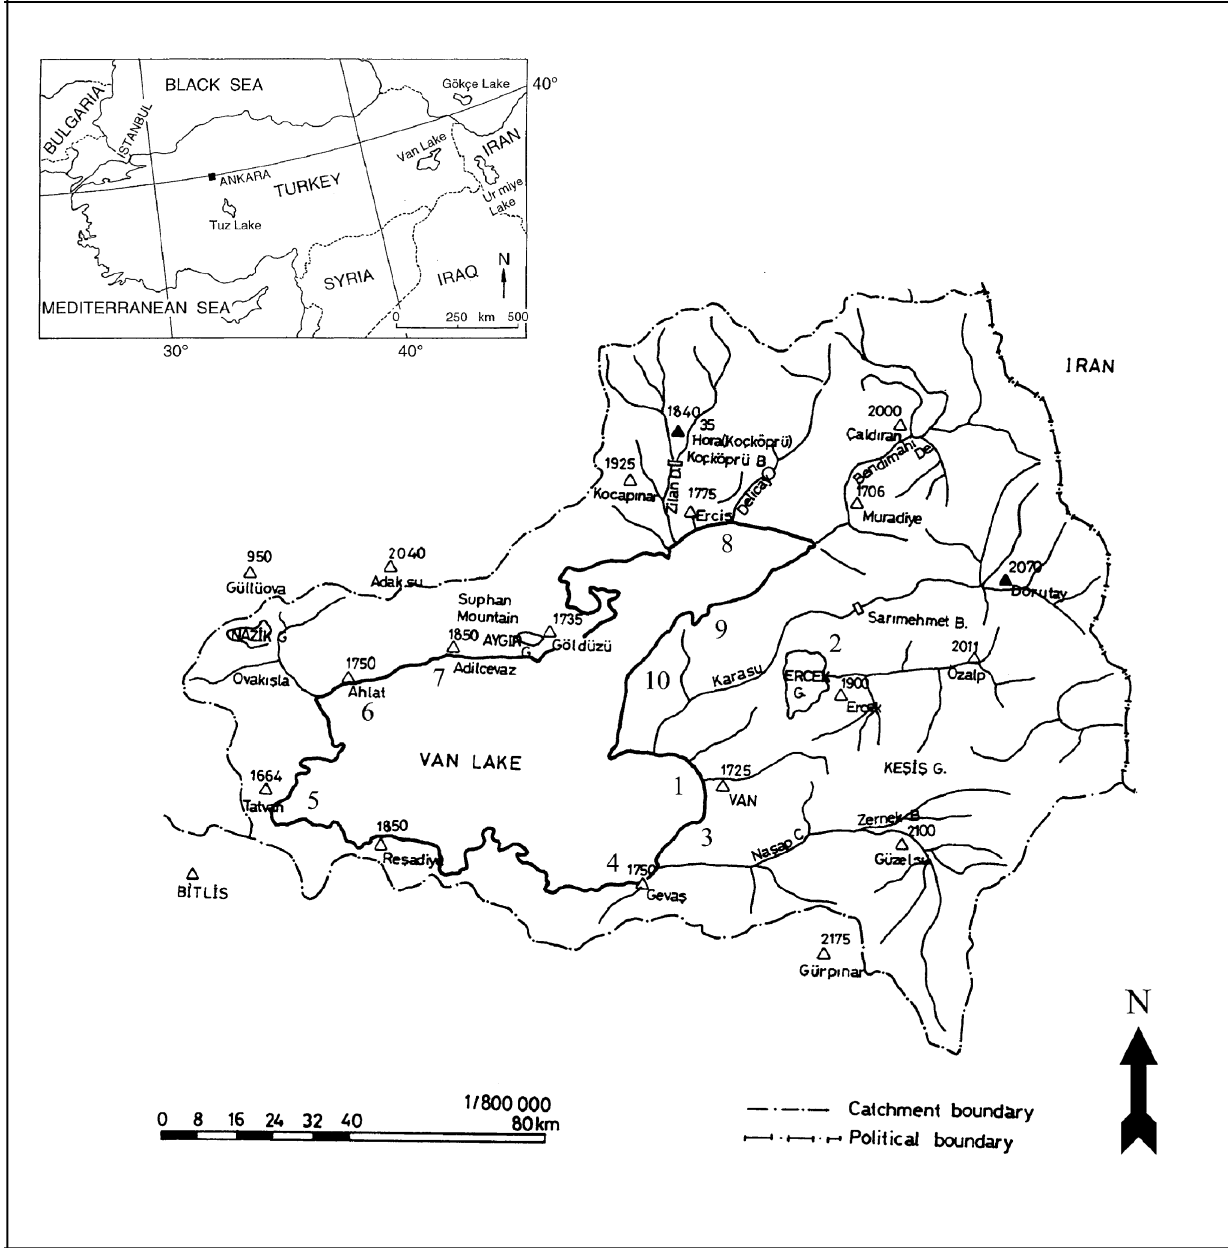 BLACK SEA
Gökçe Lake
40°
BULGARIA
ISTANBUL
Van Lake
IRAN
ANKARA
TURKEY
Urmiye
Lake
Tuz Lake
N
SYRIA
IRAQ
MEDITERRANEAN SEA
0 250 km 500
30°
40°
IRAN
1840
35
Hora(Koçköprü)
Koçköprü B
2000
Çaldıran
Bendimahi De
1925
Kocapınar
Zilan D
1775
Erciş
Deliçay
1706
Muradiye
8
950
Güllüova
2040
Adaksu
2070
Dorutay
Suphan
Mountain
1735
Göldüzü
NAZİK G.
1850
AYGIR
G.
Adilcevaz
9
Sarımehmet B.
2
2011
Özalp
Ovakışla
1750
Ahlat
7
6
10
Karasu
ERÇEK
G.
1900
Erçek
VAN LAKE
KEŞİŞ G.
1664
Tatvan
5
1
1725
VAN
1850
Reşadiye
3
Naşap Ç.
Zernek B.
2100
Güzelsu
BİTLİS
4
1750
Gevaş
2175
Gürpınar
N
1/800 000
0 8 16 24 32 40 80 km
Catchment boundary
Political boundary